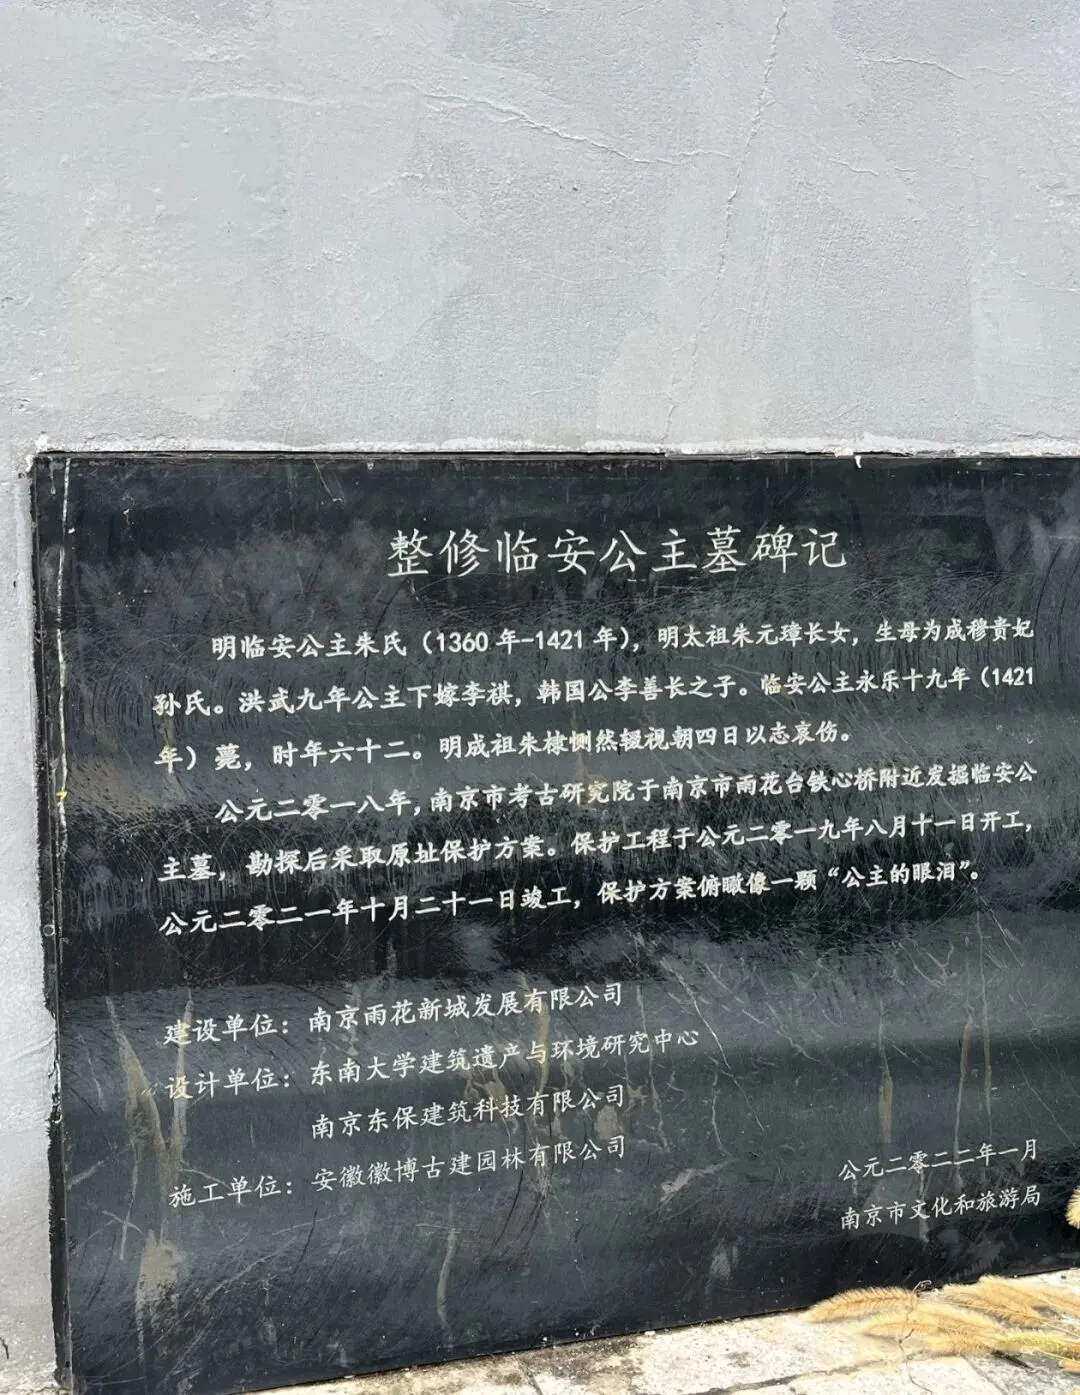 整修临安公主墓碑记
明临安公主朱氏（1360年-1421年），明太祖朱元璋长女，生母为成穆贵妃
孙氏。洪武九年公主下嫁李祺，韩国公李善长之子。临安公主永乐十九年（1421
年）薨，时年六十二。明成祖朱棣恻然辍视朝四日以志哀伤。
公元二零一八年，南京市考古研究院于南京市雨花台铁心桥附近发掘临安公
主墓，勘探后采取原址保护方案。保护工程于公元二零一九年八月十一日开工，
公元二零二一年十月二十一日竣工，保护方案俯瞰像一颗“公主的眼泪”。
建设单位：南京雨花新城发展有限公司
设计单位：东南大学建筑遗产与环境研究中心
南京东保建筑科技有限公司
施工单位：安徽徽博古建园林有限公司
公元二零二二年一月
南京市文化和旅游局